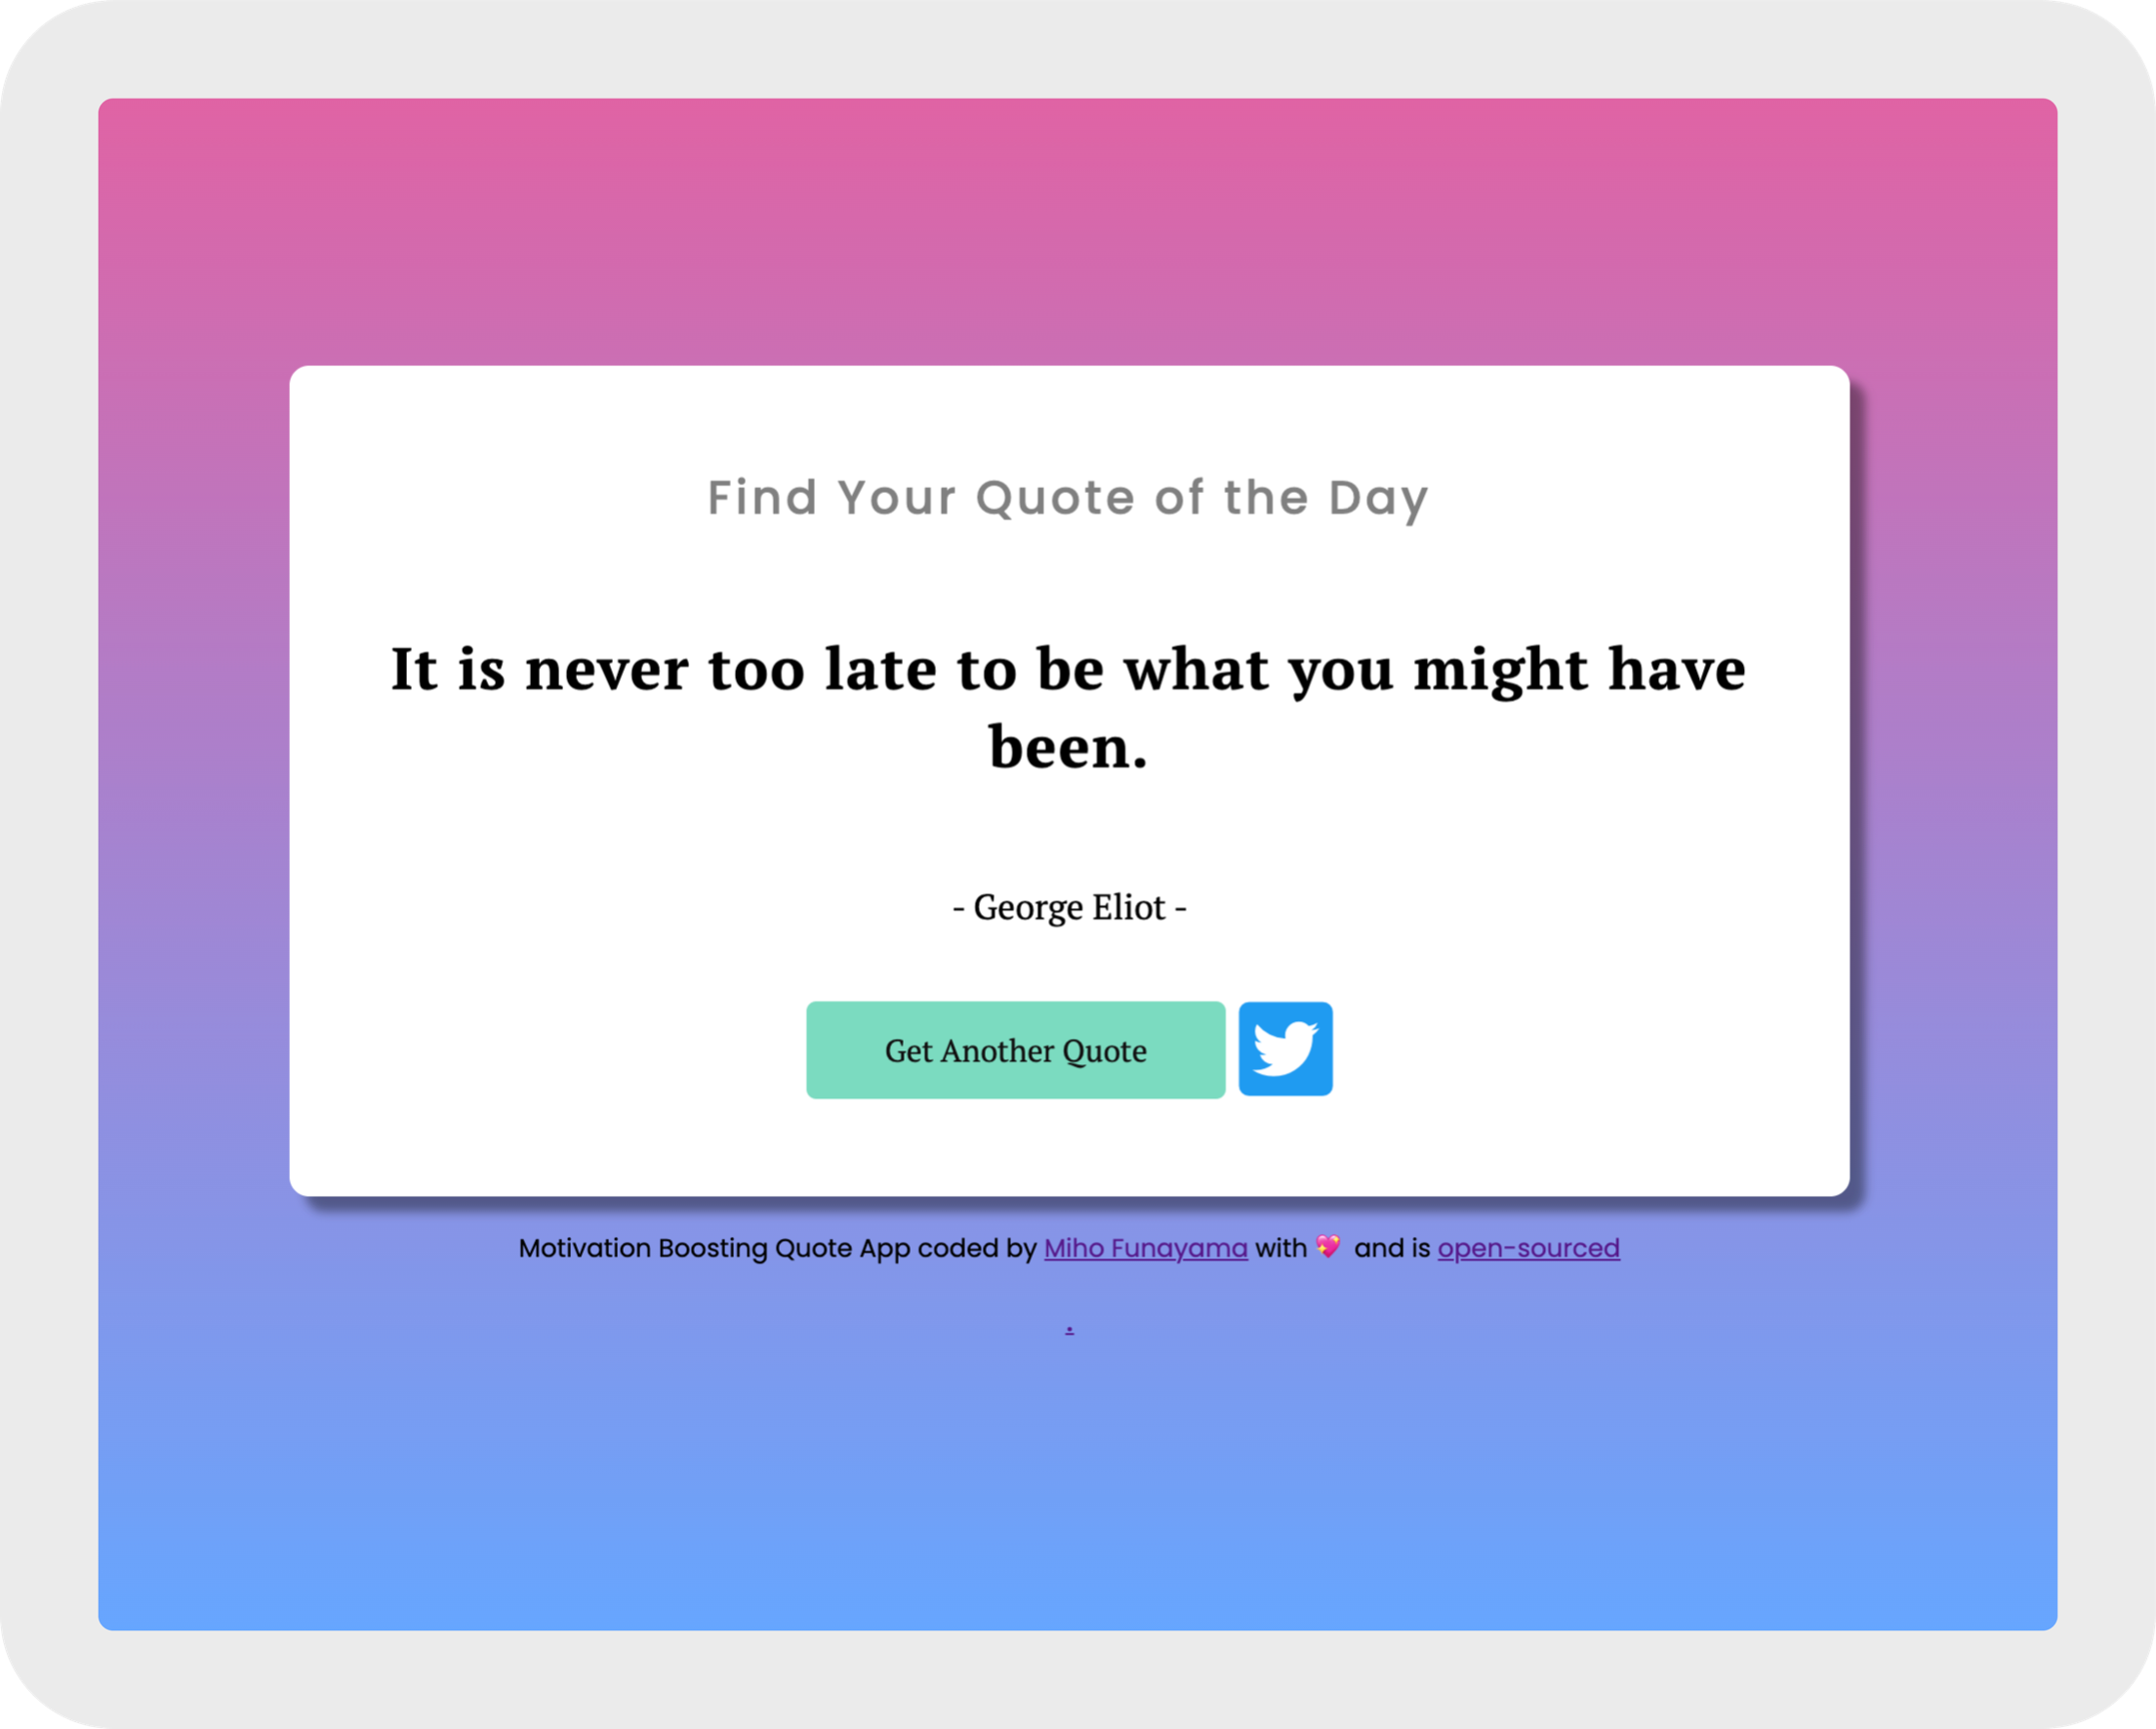 Find Your Quote of the Day
It is never too late to be what you might have
been.
- George Eliot -
Get Another Quote
Motivation Boosting Quote App coded by Miho Funayama with 💖 and is open-sourced
.